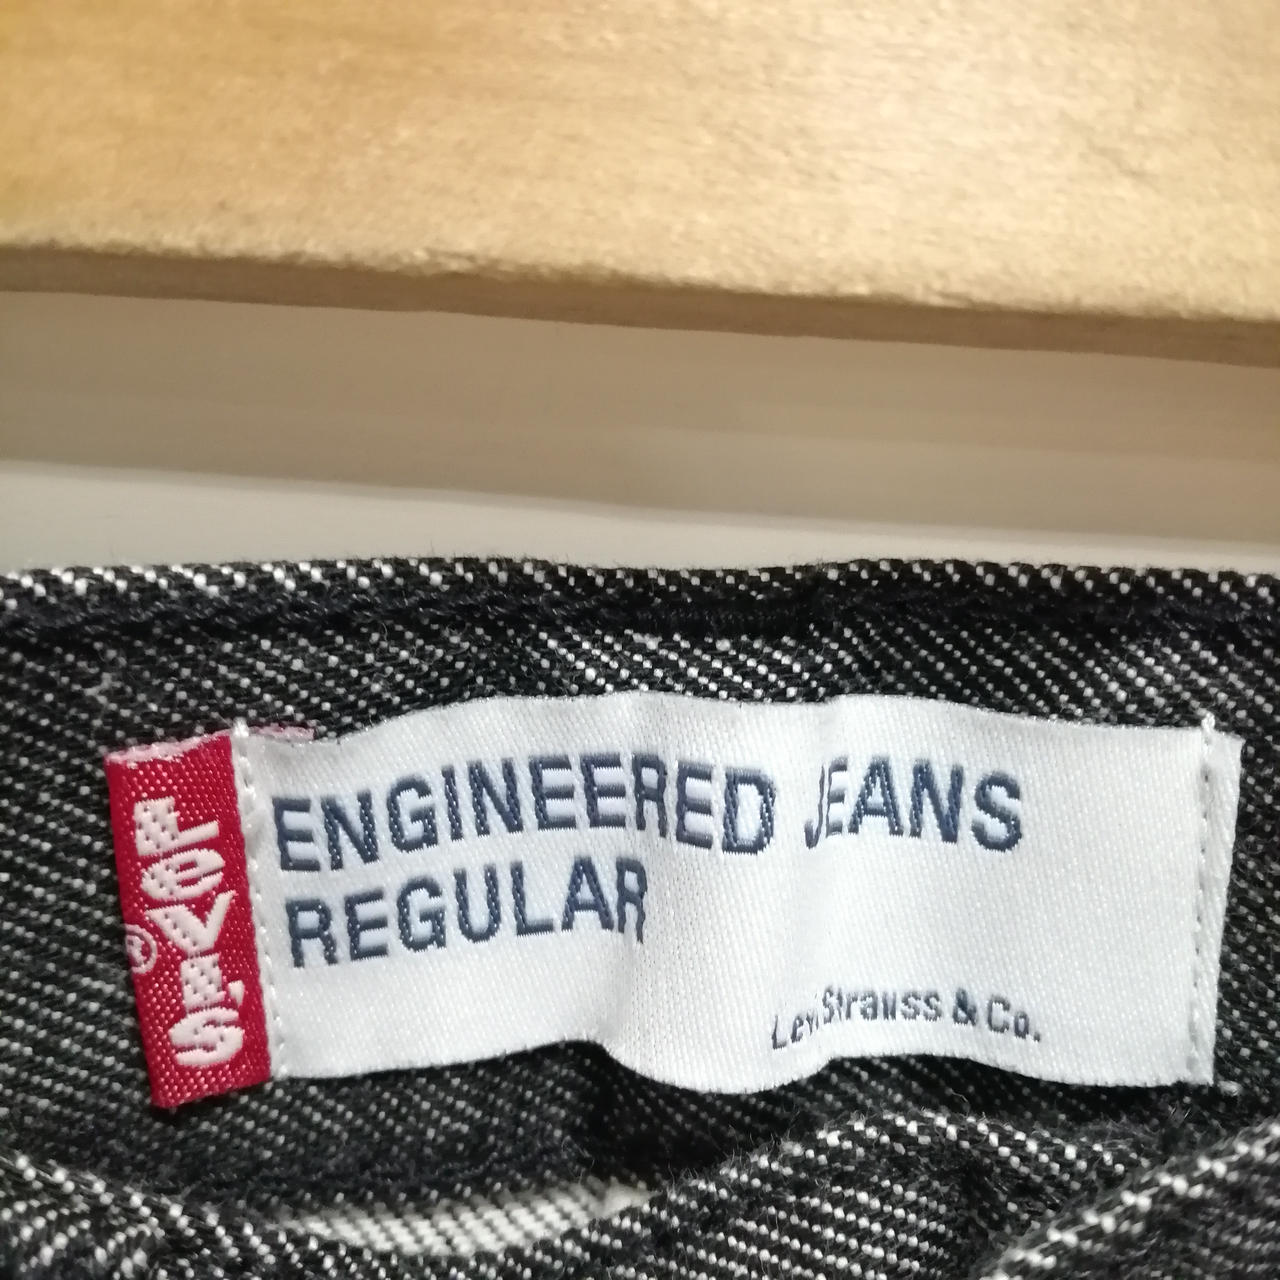 LEVI'S
®
ENGINEERED JEANS
REGULAR
Levi Strauss & Co.